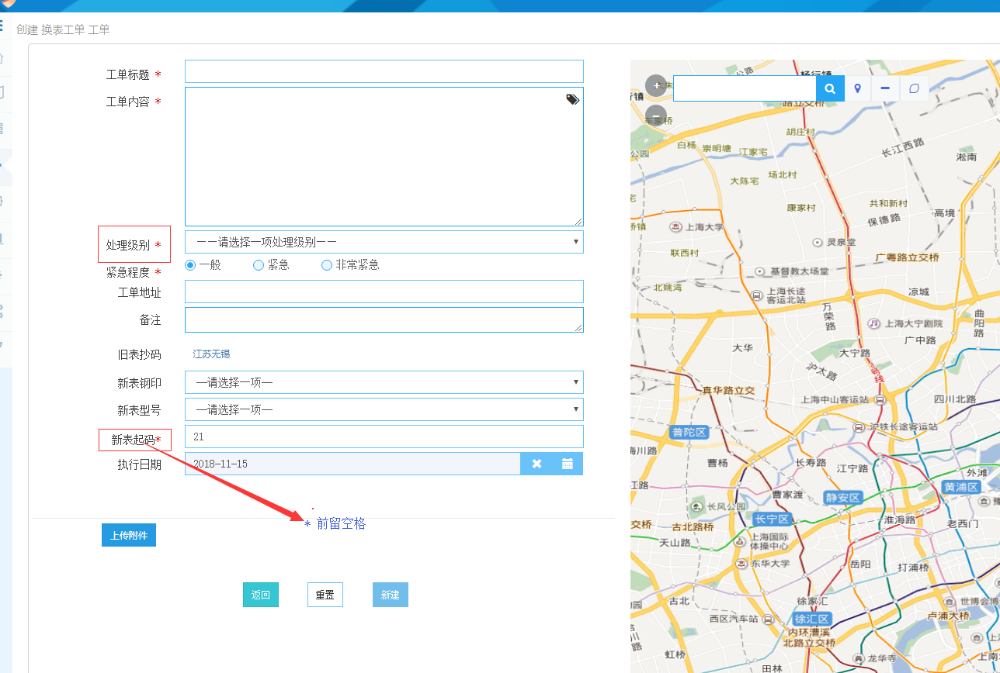 创建 换表工单 工单
工单标题 *
工单内容 *
处理级别 *
——请选择一项处理级别——
紧急程度 *
一般 紧急 非常紧急
工单地址
备注
旧表抄码 江苏无锡
新表钢印 —请选择一项—
新表型号 —请选择一项—
新表起码* 21
执行日期 2018-11-15
* 前留空格
上传附件
返回 重置 新建
杨行镇
车家桥
胡庄村
白杨
崇明塘
江家宅
长江西路
淞南
公园
大陈宅
场北村
康家村
共和新村
保德路
高境
桥镇
上海大学
灵泉堂
联西村
广粤路立交桥
基督教大场堂
北姚湾
上海长途
客运北站
凉城
万荣路
曲阳路
上海大宁剧院
广中路
大华
大宁路
沪太路
1号线
真华路立交
上海中山客运站
四川北路
普陀区
沪铁长途客运站
海川路
曹杨
长寿路
江宁路
外滩
江路
黄浦区
曹家渡
静安区
长风公园
豫
交桥
古北路桥
长宁区
淮海路
老西门
天山路
上海国际
体操中心
东华大学
岳阳
打浦桥
古北
徐家汇
世博会博
卢浦大桥
西区汽车站
徐汇区
内环漕溪
北路立交桥
虹桥
龙华寺
田林